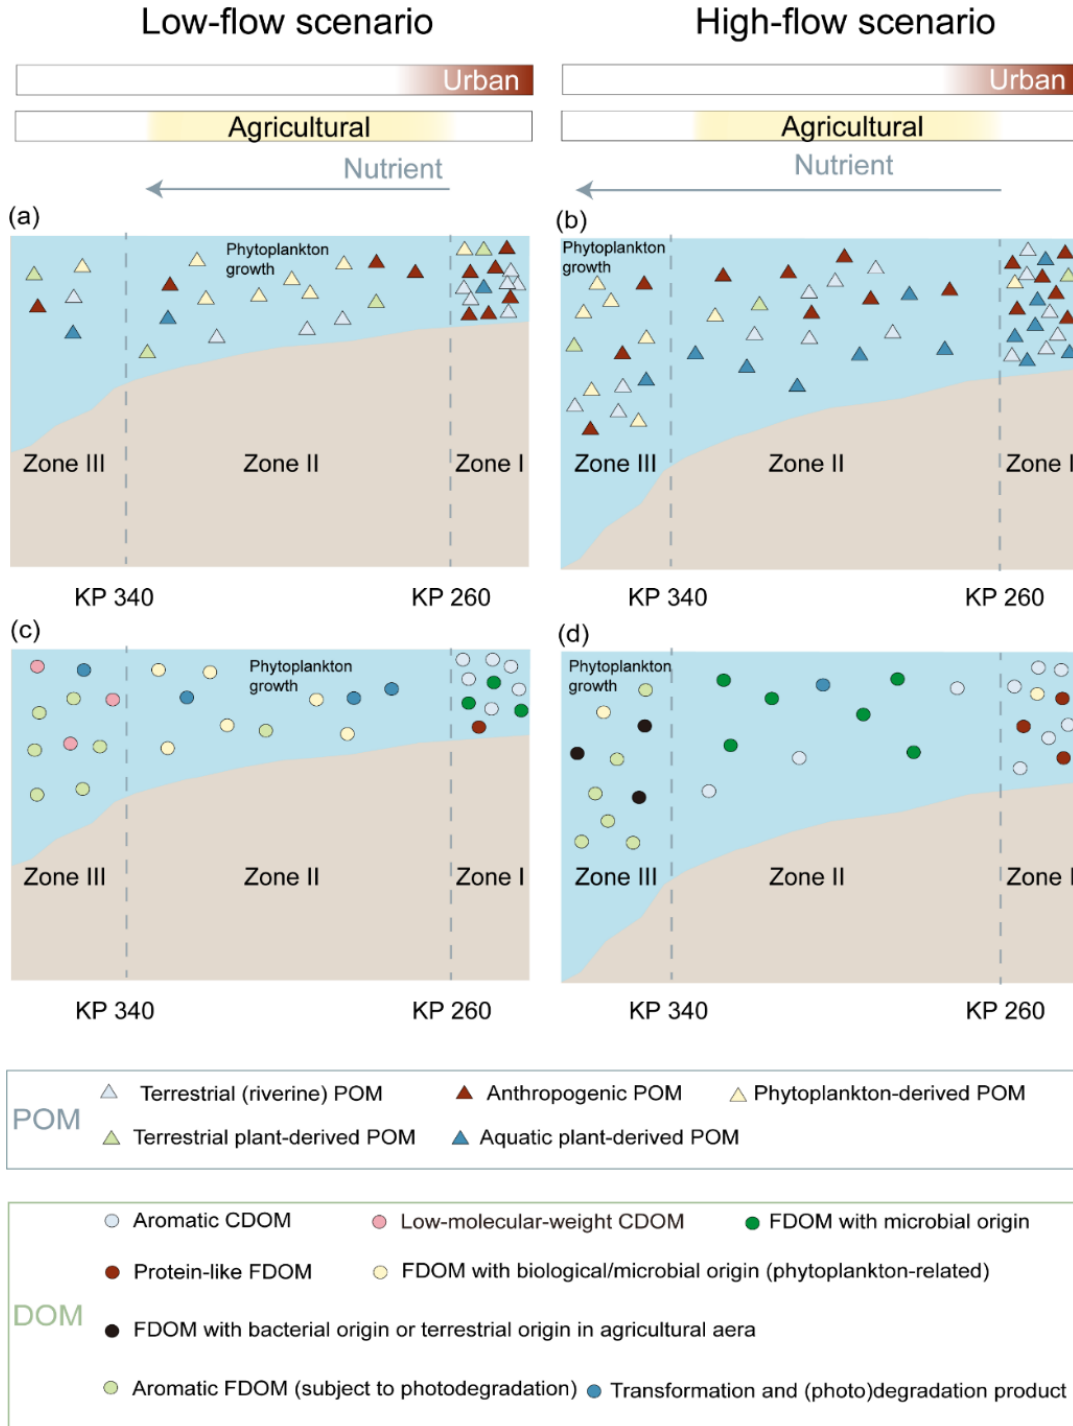 Low-flow scenario
High-flow scenario
Urban
Urban
Agricultural
Agricultural
Nutrient
Nutrient
(a)
(b)
Phytoplankton
growth
Phytoplankton
growth
Zone III
Zone II
Zone I
Zone III
Zone II
Zone I
KP 340
KP 260
KP 340
KP 260
(c)
(d)
Phytoplankton
growth
Phytoplankton
growth
Zone III
Zone II
Zone I
Zone III
Zone II
Zone I
KP 340
KP 260
KP 340
KP 260
POM
Terrestrial (riverine) POM
Anthropogenic POM
Phytoplankton-derived POM
Terrestrial plant-derived POM
Aquatic plant-derived POM
DOM
Aromatic CDOM
Low-molecular-weight CDOM
FDOM with microbial origin
Protein-like FDOM
FDOM with biological/microbial origin (phytoplankton-related)
FDOM with bacterial origin or terrestrial origin in agricultural aera
Aromatic FDOM (subject to photodegradation)
Transformation and (photo)degradation product